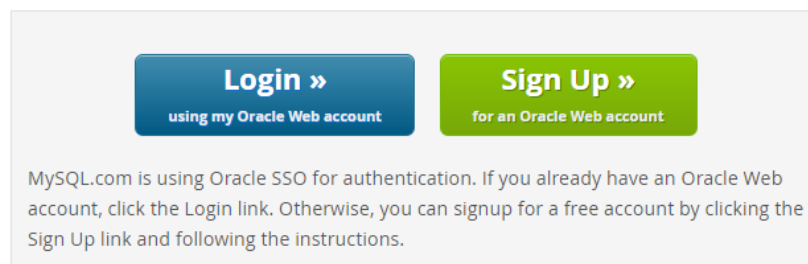 Login »
using my Oracle Web account
Sign Up »
for an Oracle Web account
MySQL.com is using Oracle SSO for authentication. If you already have an Oracle Web
account, click the Login link. Otherwise, you can signup for a free account by clicking the
Sign Up link and following the instructions.